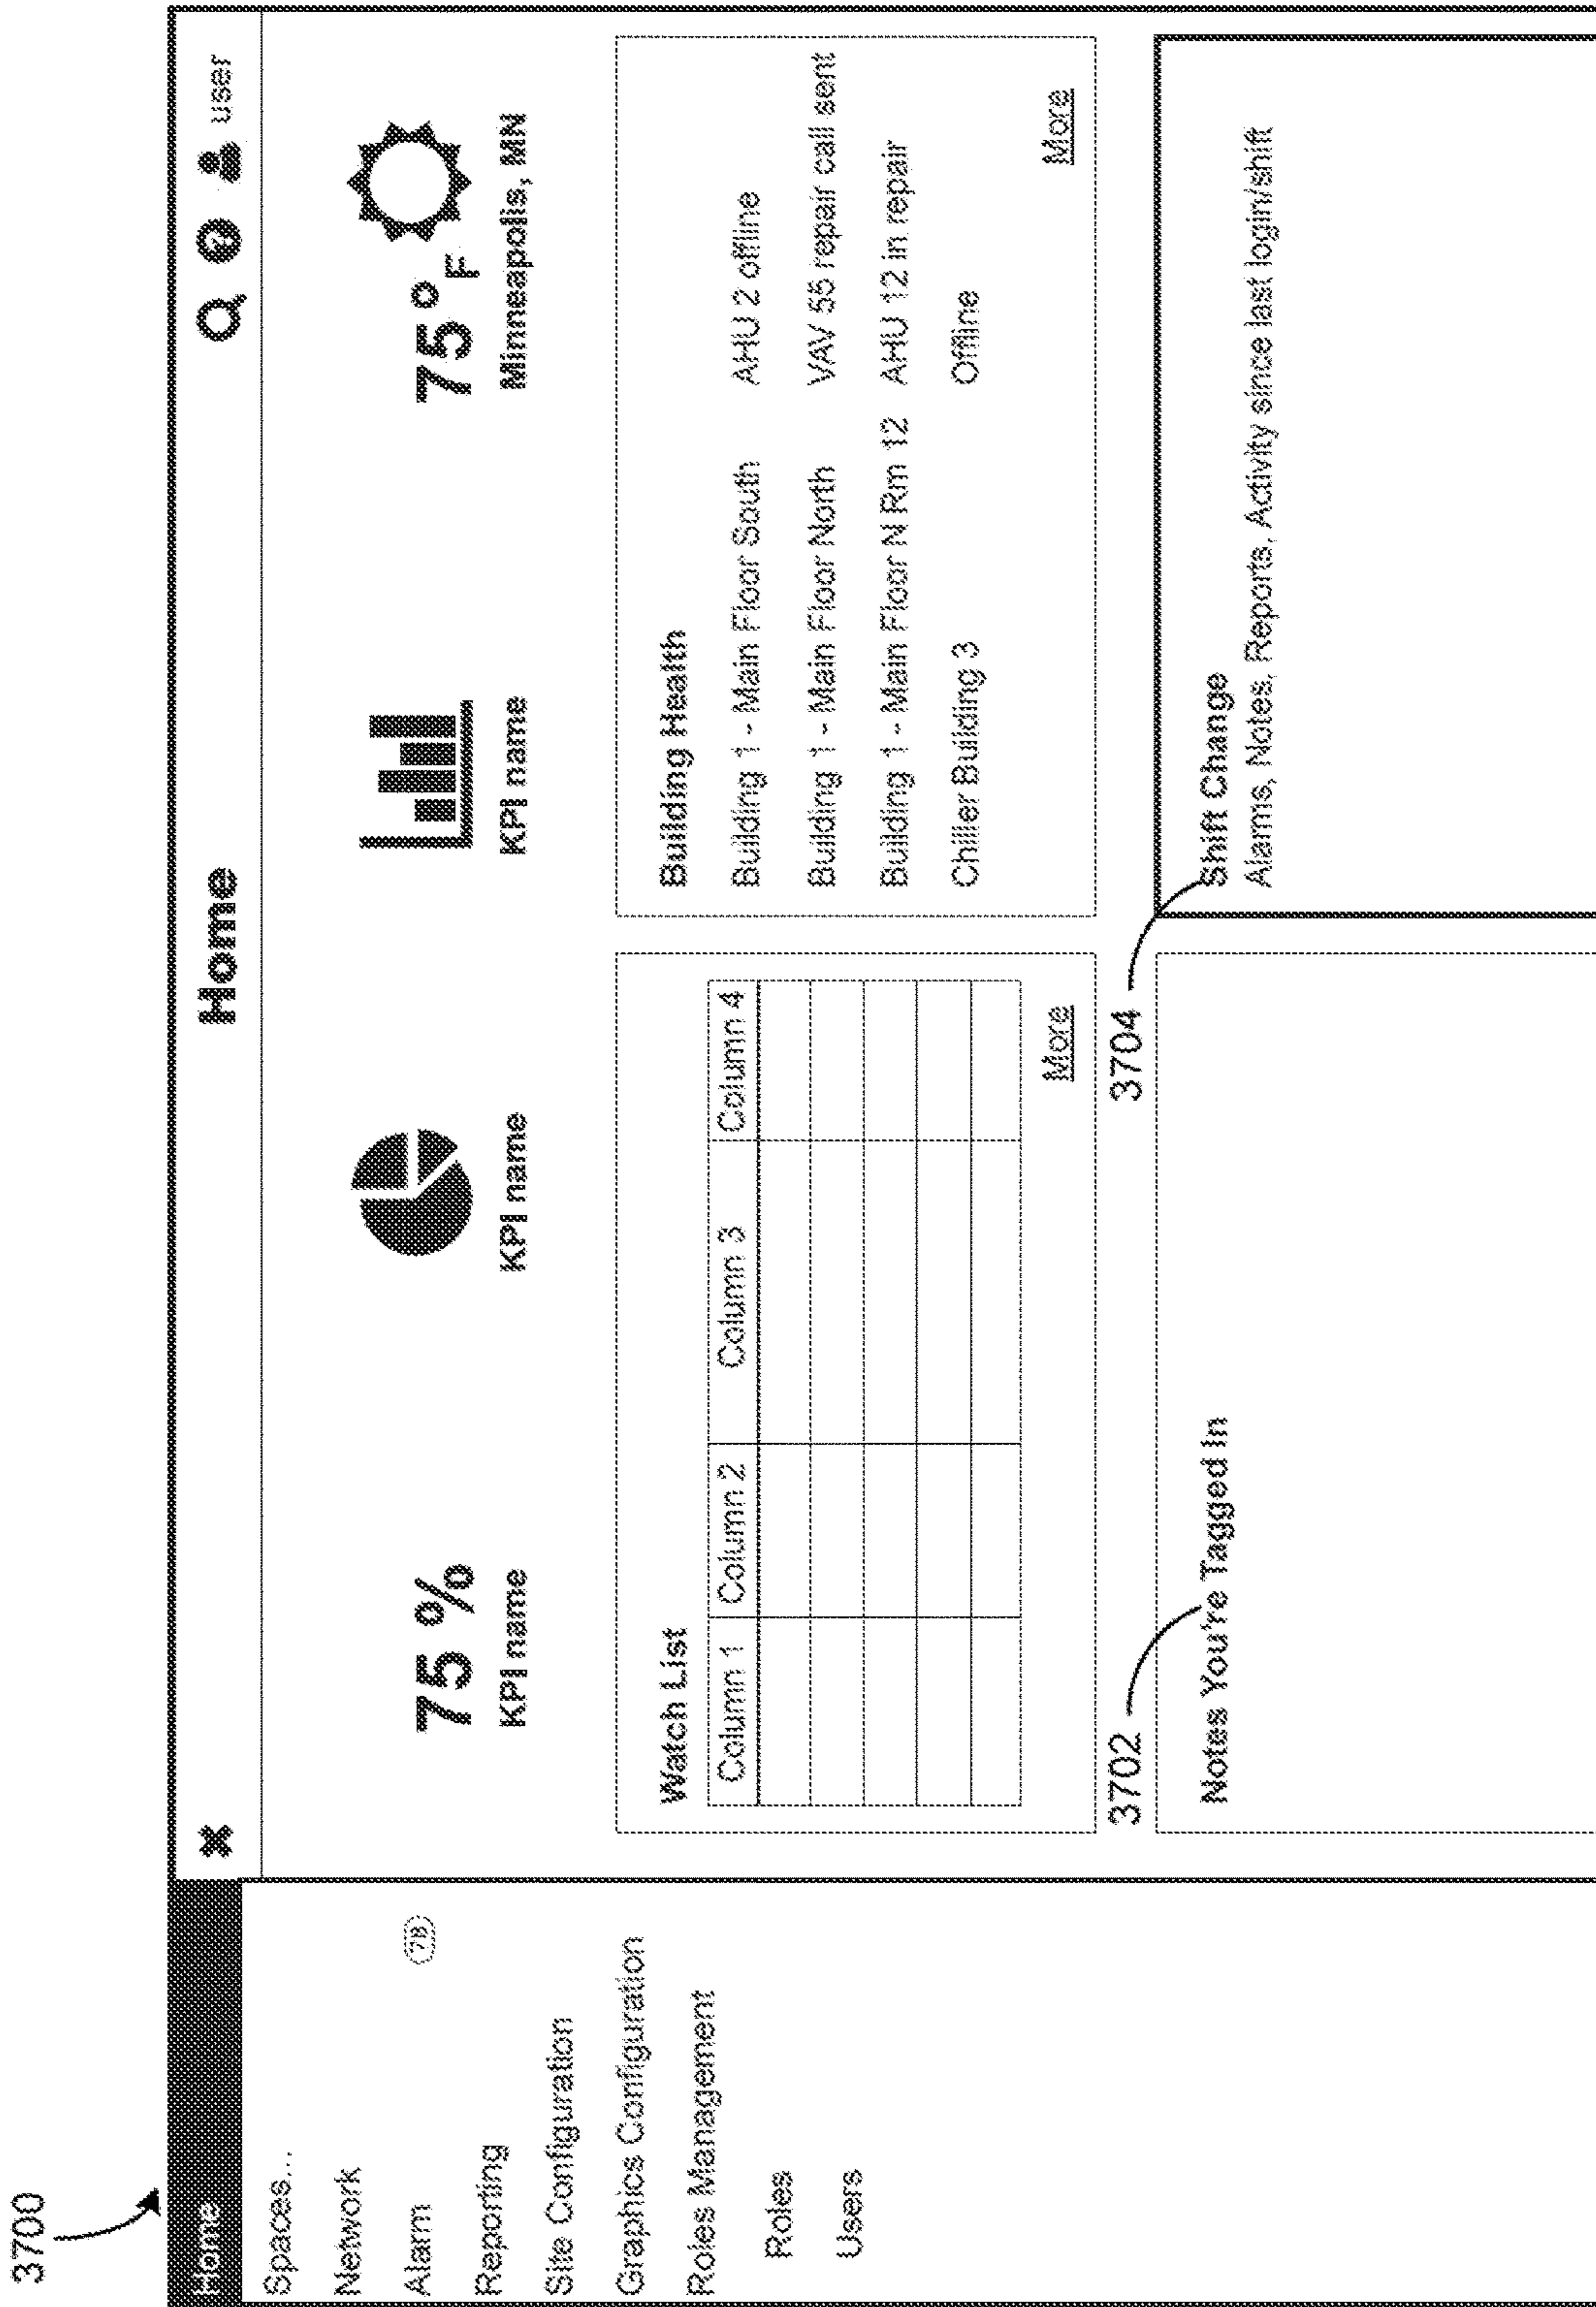 3700
Home
Spaces...
Network
Alarm
Reporting
Site Configuration
Graphics Configuration
Roles Management
Roles
Users
Home
user
75 %
KPI name
KPI name
KPI name
75° F
Minneapolis, MN
Watch List
Column 1 Column 2 Column 3 Column 4
More
Building Health
Building 1 - Main Floor South AHU 2 offline
Building 1 - Main Floor North VAV 55 repair call sent
Building 1 - Main Floor N Rm 12 AHU 12 in repair
Chiller Building 3 Offline
More
3702
Notes You're Tagged In
3704
Shift Change
Alarms, Notes, Reports, Activity since last login/shift